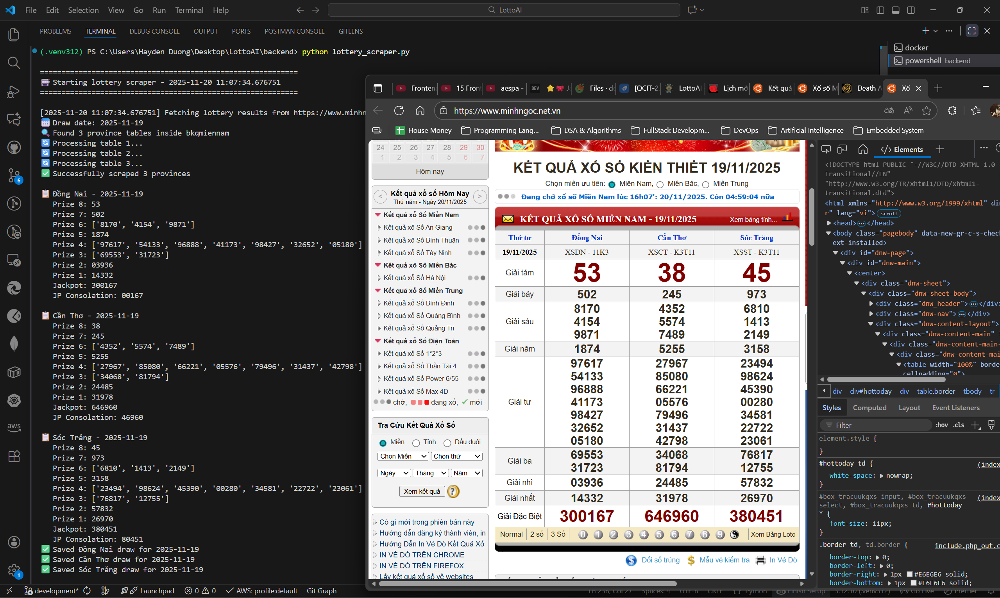 File Edit Selection View Go Run Terminal Help
LottoAI
PROBLEMS TERMINAL DEBUG CONSOLE OUTPUT PORTS POSTMAN CONSOLE GITLENS
docker
powershell backend
(.venv312) PS C:\Users\Hayden Duong\Desktop\LottoAI\backend> python lottery_scraper.py
============================================================
Starting lottery scraper - 2025-11-20 11:07:34.676751
============================================================
[2025-11-20 11:07:34.676751] Fetching lottery results from https://www.minhn
Draw date: 2025-11-19
Found 3 province tables inside bkqmiennam
Processing table 1...
Processing table 2...
Processing table 3...
Successfully scraped 3 provinces
Đồng Nai - 2025-11-19
Prize 8: 53
Prize 7: 502
Prize 6: ['8170', '4154', '9871']
Prize 5: 1874
Prize 4: ['97617', '54133', '96888', '41173', '98427', '32652', '05180']
Prize 3: ['69553', '31723']
Prize 2: 03936
Prize 1: 14332
Jackpot: 300167
JP Consolation: 00167
Cần Thơ - 2025-11-19
Prize 8: 38
Prize 7: 245
Prize 6: ['4352', '5574', '7489']
Prize 5: 5255
Prize 4: ['27967', '85080', '66221', '05576', '79496', '31437', '42798']
Prize 3: ['34068', '81794']
Prize 2: 24485
Prize 1: 31978
Jackpot: 646960
JP Consolation: 46960
Sóc Trăng - 2025-11-19
Prize 8: 45
Prize 7: 973
Prize 6: ['6810', '1413', '2149']
Prize 5: 3158
Prize 4: ['23494', '98624', '45390', '00280', '34581', '22722', '23061']
Prize 3: ['76817', '12755']
Prize 2: 57832
Prize 1: 26970
Jackpot: 380451
JP Consolation: 80451
Saved Đồng Nai draw for 2025-11-19
Saved Cần Thơ draw for 2025-11-19
Saved Sóc Trăng draw for 2025-11-19
6
aws
1
Frontend 15 Front aespa - DEV Files · de [QCIT-2 LottoAI Lịch mở Kết quả Xổ số M Death A Xổ
https://www.minhngoc.net.vn
House Money Programming Lang... DSA & Algorithms FullStack Developm... DevOps Artificial Intelligence Embedded System
24 25 26 27 28 29 30
1 2 3 4 5 6 7
Hôm nay
< Kết quả xổ số Hôm Nay >
Thứ năm - Ngày 20/11/2025
Kết quả xổ Số Miền Nam
Kết quả xổ Số An Giang
Kết quả xổ Số Bình Thuận
Kết quả xổ Số Tây Ninh
Kết quả xổ Số Miền Bắc
Kết quả xổ Số Hà Nội
Kết quả xổ Số Miền Trung
Kết quả xổ Số Bình Định
Kết quả xổ Số Quảng Bình
Kết quả xổ Số Quảng Trị
Kết quả xổ Số Điện Toán
Kết quả xổ Số 1*2*3
Kết quả xổ Số Thần Tài 4
Kết quả xổ Số Power 6/55
Kết quả xổ Số Max 4D
chờ, đang xổ, mới
Tra Cứu Kết Quả Xổ Số
Miền Tỉnh Đầu đuôi
Chọn Miền Chọn thứ
Ngày Tháng Năm
Xem kết quả ?
Có gì mới trong phiên bản này
Hướng dẫn đăng ký thành viên, in
Hướng Dẫn In Vé Dò Kết Quả Xổ
IN VÉ DÒ TRÊN CHROME
IN VÉ DÒ TRÊN FIREFOX
Lấy kết quả xổ số về websites
KẾT QUẢ XỔ SỐ KIẾN THIẾT 19/11/2025
Chọn miền ưu tiên: Miền Nam, Miền Bắc, Miền Trung
Đang chờ xổ số Miền Nam lúc 16h07': 20/11/2025. Còn 04:59:04 nữa
KẾT QUẢ XỔ SỐ MIỀN NAM - 19/11/2025 Xem bảng tỉnh...
Thứ tư Đồng Nai Cần Thơ Sóc Trăng
19/11/2025 XSDN - 11K3 XSCT - K3T11 XSST - K3T11
Giải tám 53 38 45
Giải bảy 502 245 973
Giải sáu
8170 4352 6810
4154 5574 1413
9871 7489 2149
Giải năm 1874 5255 3158
Giải tư
97617 27967 23494
54133 85080 98624
96888 66221 45390
41173 05576 00280
98427 79496 34581
32652 31437 22722
05180 42798 23061
Giải ba
69553 34068 76817
31723 81794 12755
Giải nhì 03936 24485 57832
Giải nhất 14332 31978 26970
Giải Đặc Biệt 300167 646960 380451
Normal 2 số 3 Số 0 1 2 3 4 5 6 7 8 9 Xem Bảng Loto
Đổi số trúng Mẫu vé kiểm tra In Vé Dò
Elements
<!DOCTYPE html PUBLIC "-//W3C//DTD XHTML 1.0
Transitional//EN"
"http://www.w3.org/TR/xhtml1/DTD/xhtml1-
transitional.dtd">
<html xmlns="http://www.w3.org/1999/xhtml" di
r" lang="vi"> scroll
<head>…</head>
<body class="pagebody" data-new-gr-c-s-check
ext-installed>
<div id="dnw-page">
<div id="dnw-main">
<center>
<div class="dnw-sheet">
<div class="dnw-sheet-body">
<div class="dnw_header">…</div>
<div class="dnw-nav">…</div>
<div class="dnw-content-layout">
<div class="dnw-content-main" i
<div class="dnw-content-main-
<div class="dnw-content-mai
<table width="100%" borde
cellpadding="0">
div div#hottoday div table.border tbody tr
Styles Computed Layout Event Listeners
Filter :hov .cls
element.style {
}
#hottoday td { (index
white-space: nowrap;
}
#box_tracuukqxs input, #box_tracuukqxs (index
select, #box_tracuukqxs td, #hottoday
* {
font-size: 11px;
}
.border td, td.border { include.php_out.c
border-top: 0;
border-left: 0;
border-right: 1px #E6E6E6 solid;
border-bottom: 1px #E6E6E6 solid;
development* Launchpad 0 0 AWS: profile:default Git Graph
Ln 238, Col 27 Spaces: 4 UTF-8 CRLF Python Finish Setup 3.12.10 (.venv312) Go Live Prettier